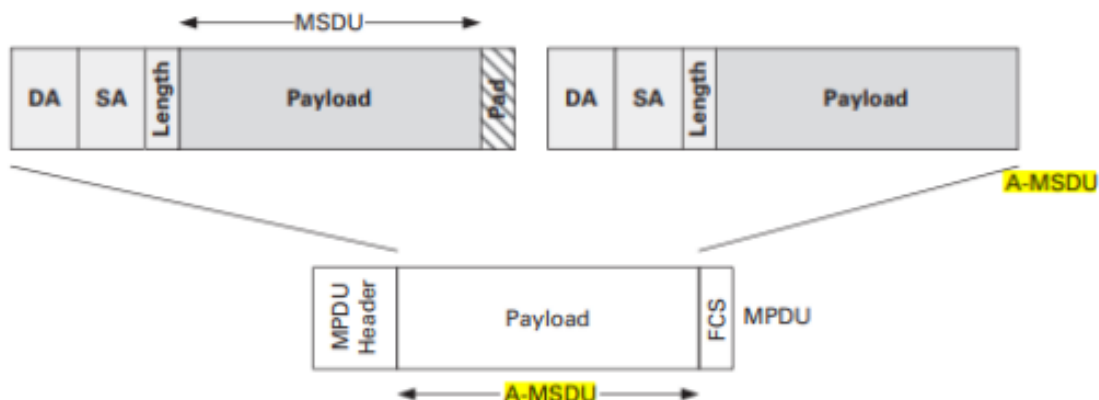 MSDU
DA SA Length Payload Pad DA SA Length Payload
A-MSDU
MPDU Header Payload FCS MPDU
A-MSDU